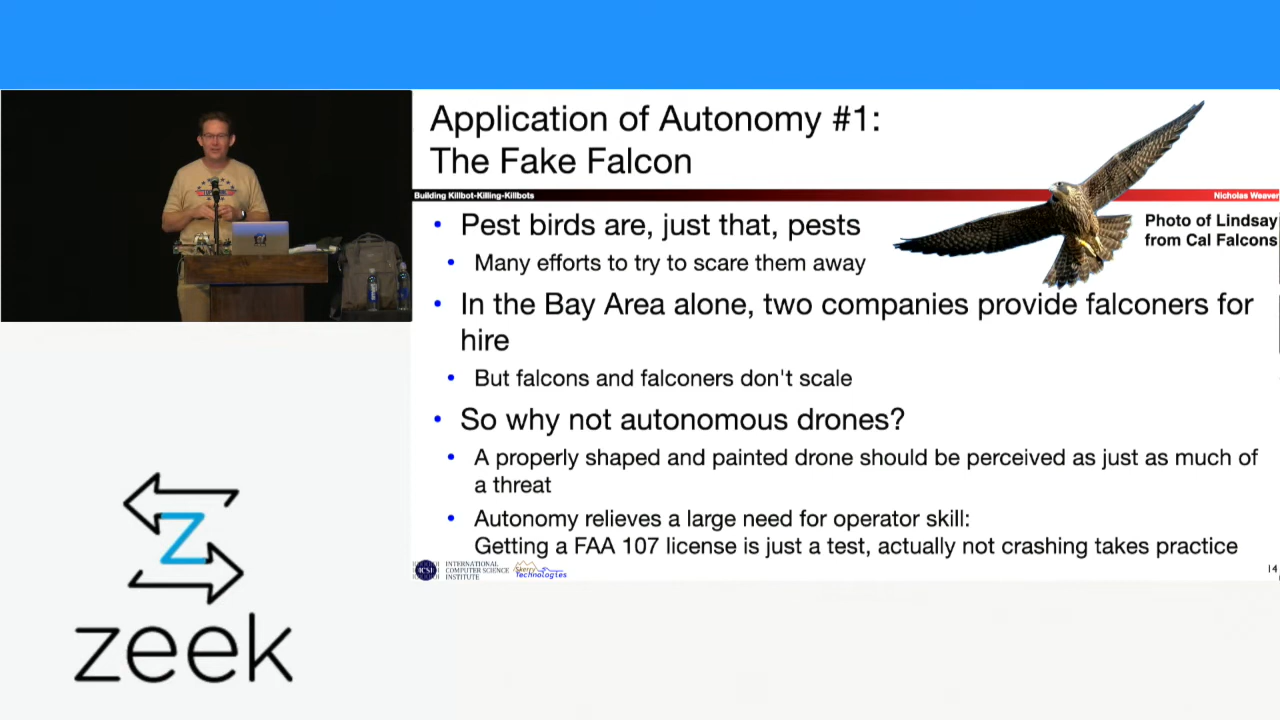 Application of Autonomy #1:
The Fake Falcon
Building Killbot-Killing-Killbots
Nicholas Weaver
Photo of Lindsay
from Cal Falcons
• Pest birds are, just that, pests
• Many efforts to try to scare them away
• In the Bay Area alone, two companies provide falconers for
hire
• But falcons and falconers don't scale
• So why not autonomous drones?
• A properly shaped and painted drone should be perceived as just as much of
a threat
• Autonomy relieves a large need for operator skill:
Getting a FAA 107 license is just a test, actually not crashing takes practice
ICSI
INTERNATIONAL
COMPUTER SCIENCE
INSTITUTE
Skerry
Technologies
14
Z
zeek